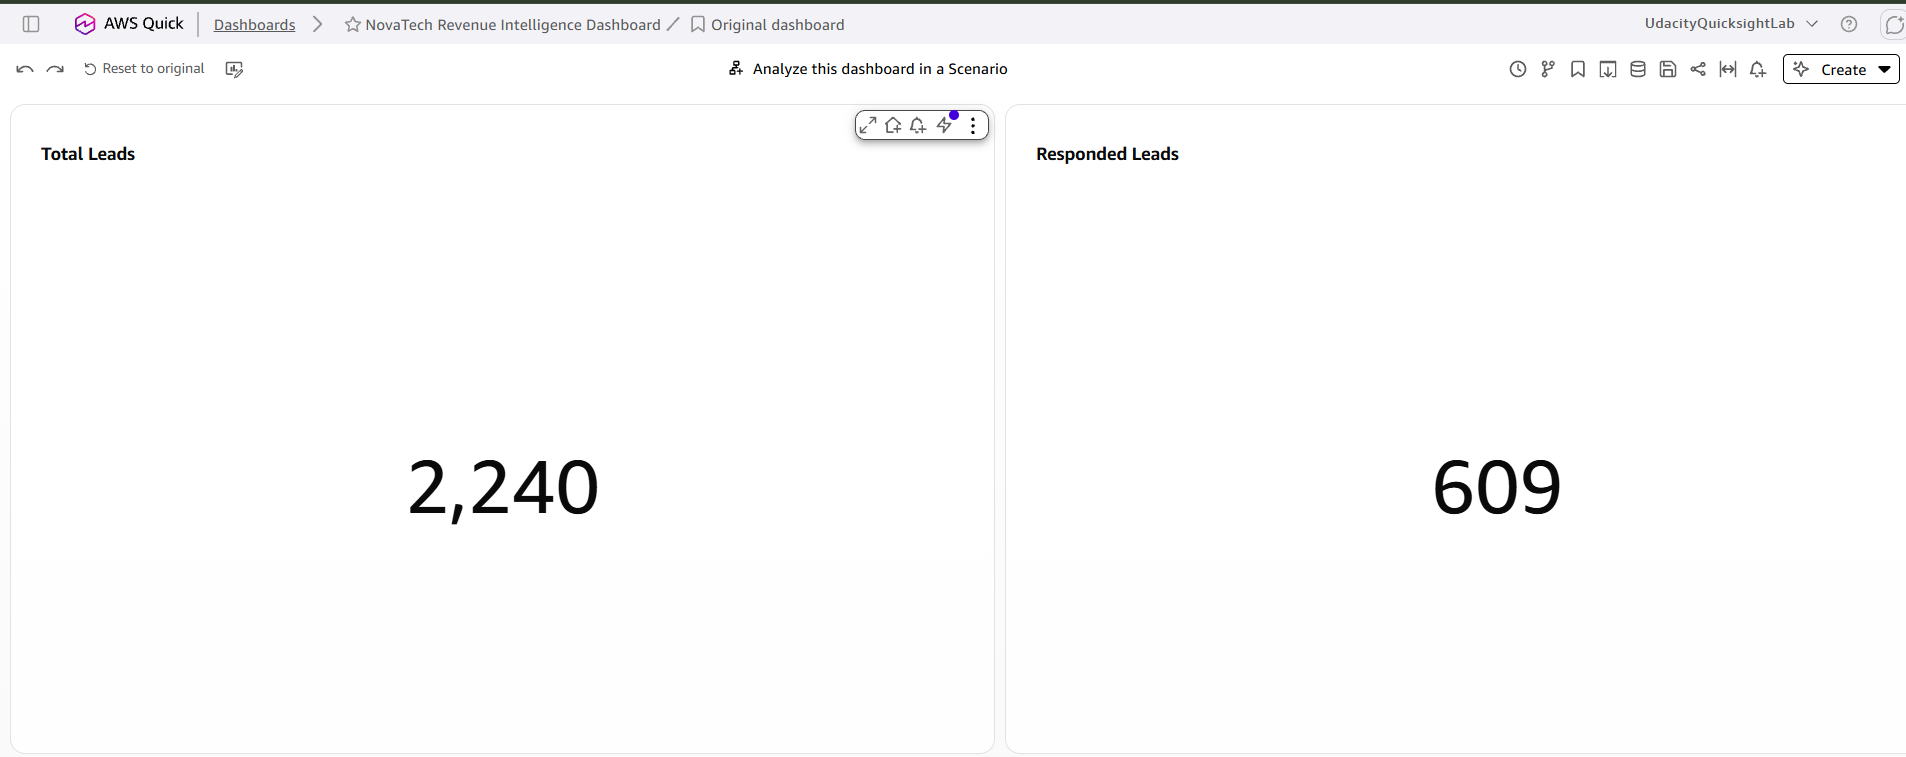 AWS Quick Dashboards NovaTech Revenue Intelligence Dashboard Original dashboard UdacityQuicksightLab
Reset to original Analyze this dashboard in a Scenario Create
Total Leads
Responded Leads
2,240
609